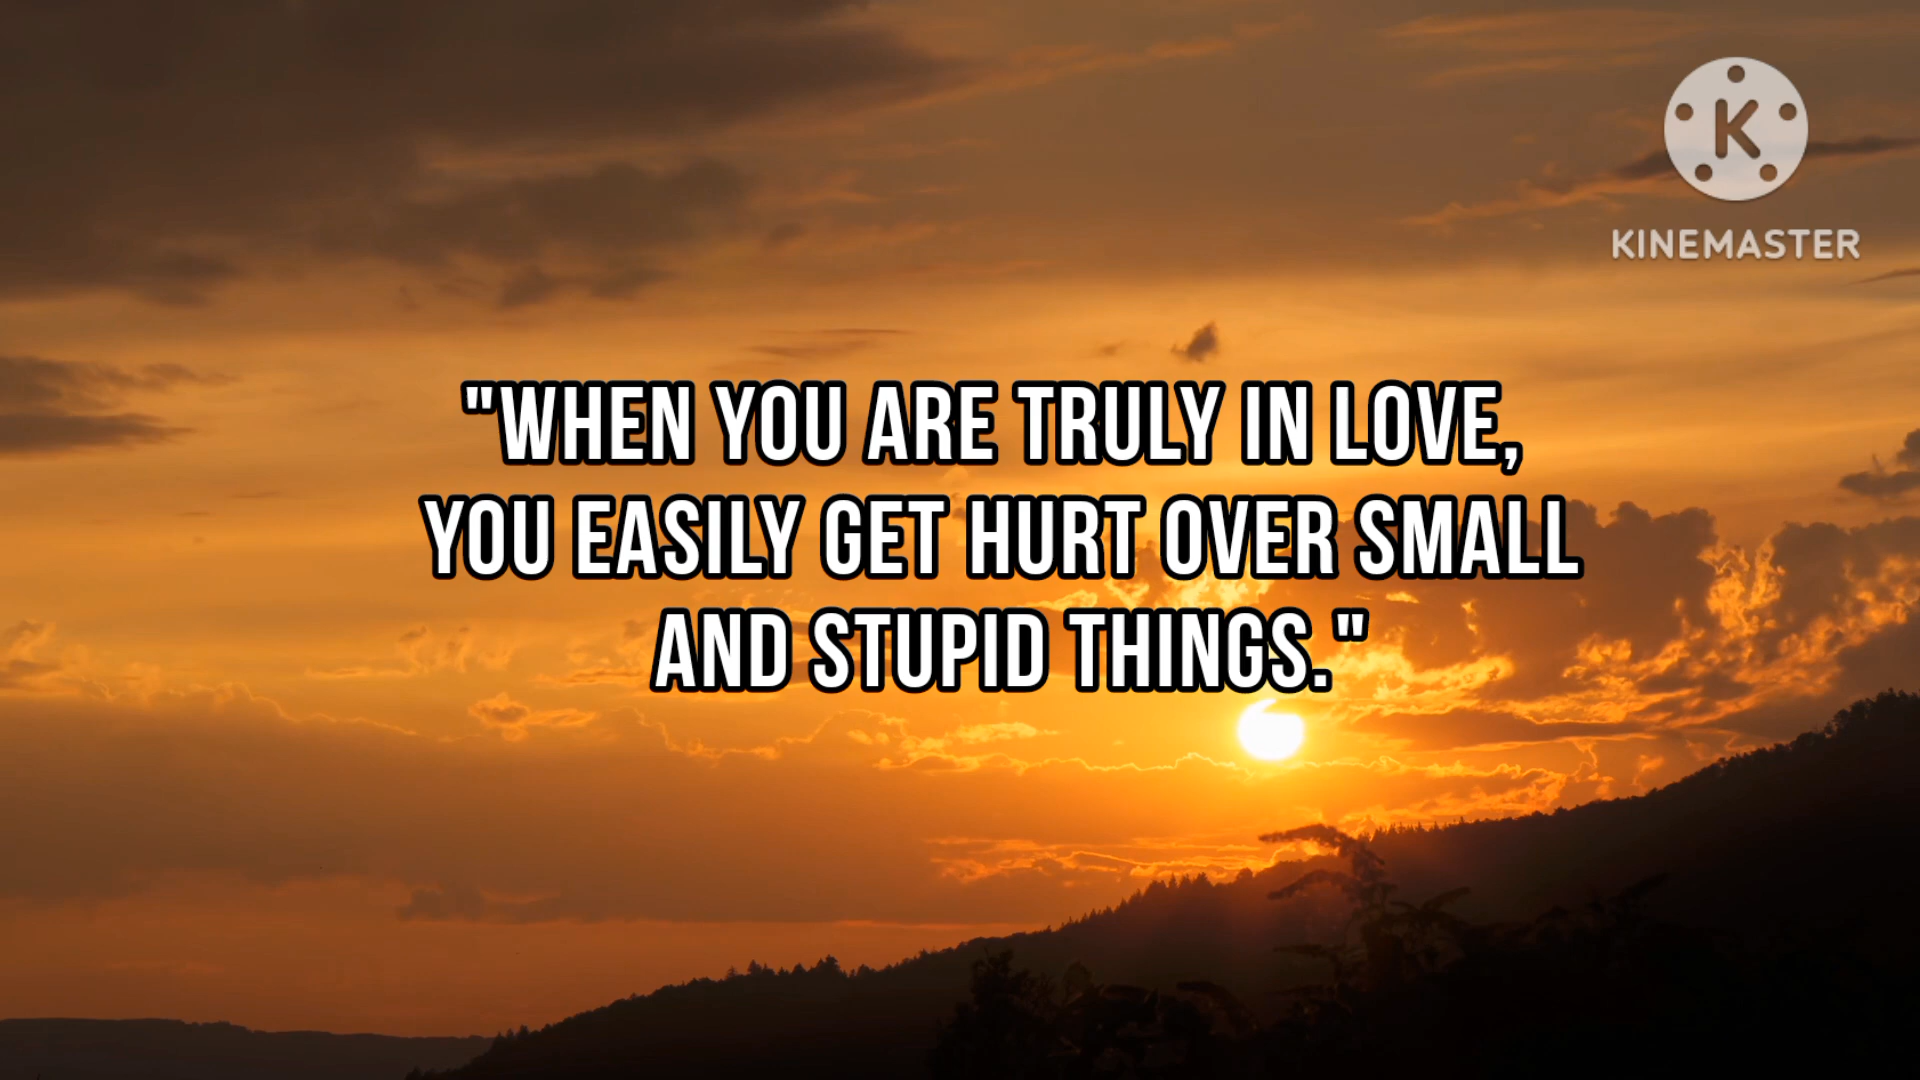 K
KINEMASTER
"WHEN YOU ARE TRULY IN LOVE,
YOU EASILY GET HURT OVER SMALL
AND STUPID THINGS."